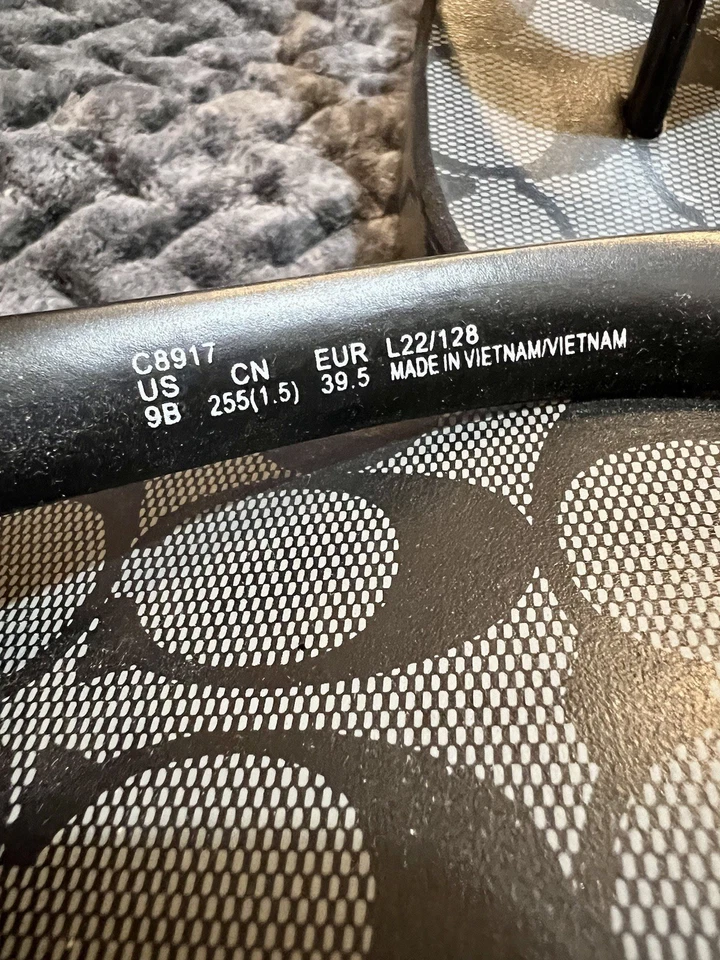 C8917
US CN EUR L22/128
9B 255(1.5) 39.5 MADE IN VIETNAM/VIETNAM